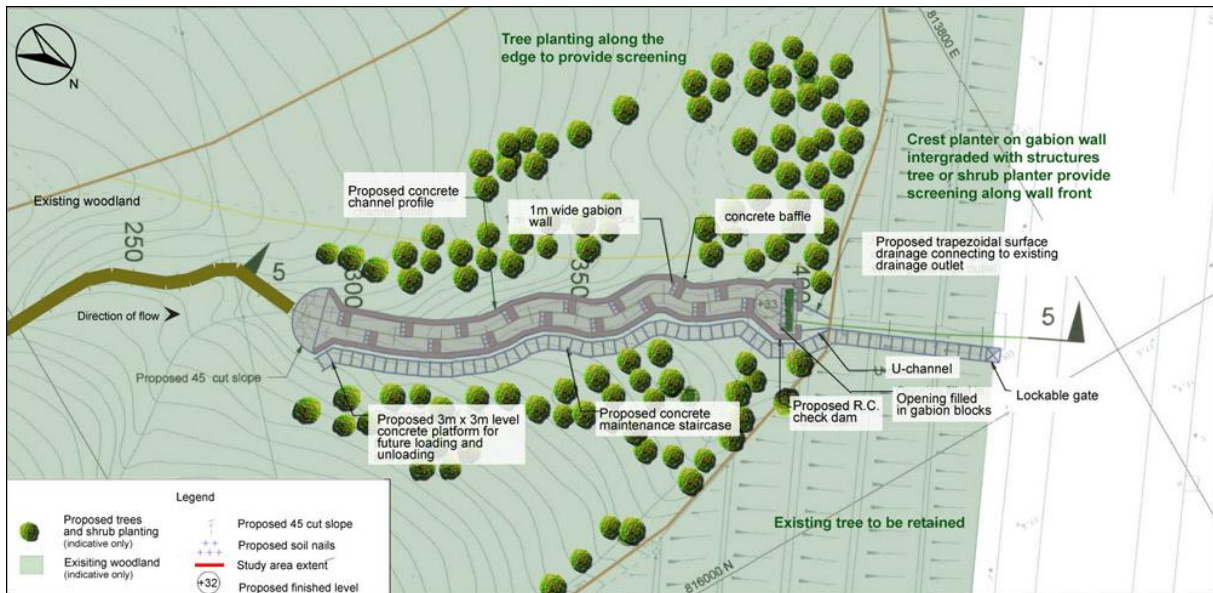 N
Tree planting along the
edge to provide screening
813800 E
Crest planter on gabion wall
intergraded with structures
tree or shrub planter provide
screening along wall front
Existing woodland
Proposed concrete
channel profile
1m wide gabion
wall
concrete baffle
Proposed trapezoidal surface
drainage connecting to existing
drainage outlet
250
5
300
350
400
+33
5
Direction of flow
Proposed 45 cut slope
U-channel
Lockable gate
Opening filled
in gabion blocks
Proposed R.C.
check dam
Proposed concrete
maintenance staircase
Proposed 3m x 3m level
concrete platform for
future loading and
unloading
Existing tree to be retained
816000 N
Legend
Proposed trees
and shrub planting
(indicative only)
Exisiting woodland
(indicative only)
Proposed 45 cut slope
Proposed soil nails
Study area extent
+32
Proposed finished level